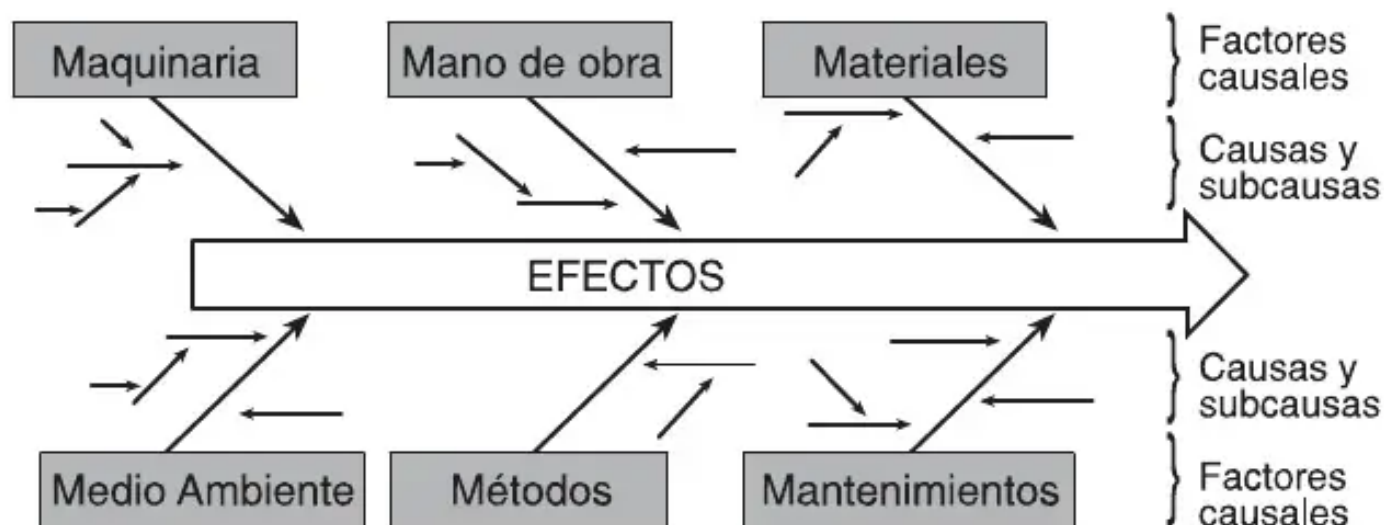 Maquinaria
Mano de obra
Materiales
Factores
causales
Causas y
subcausas
EFECTOS
Causas y
subcausas
Medio Ambiente
Métodos
Mantenimientos
Factores
causales